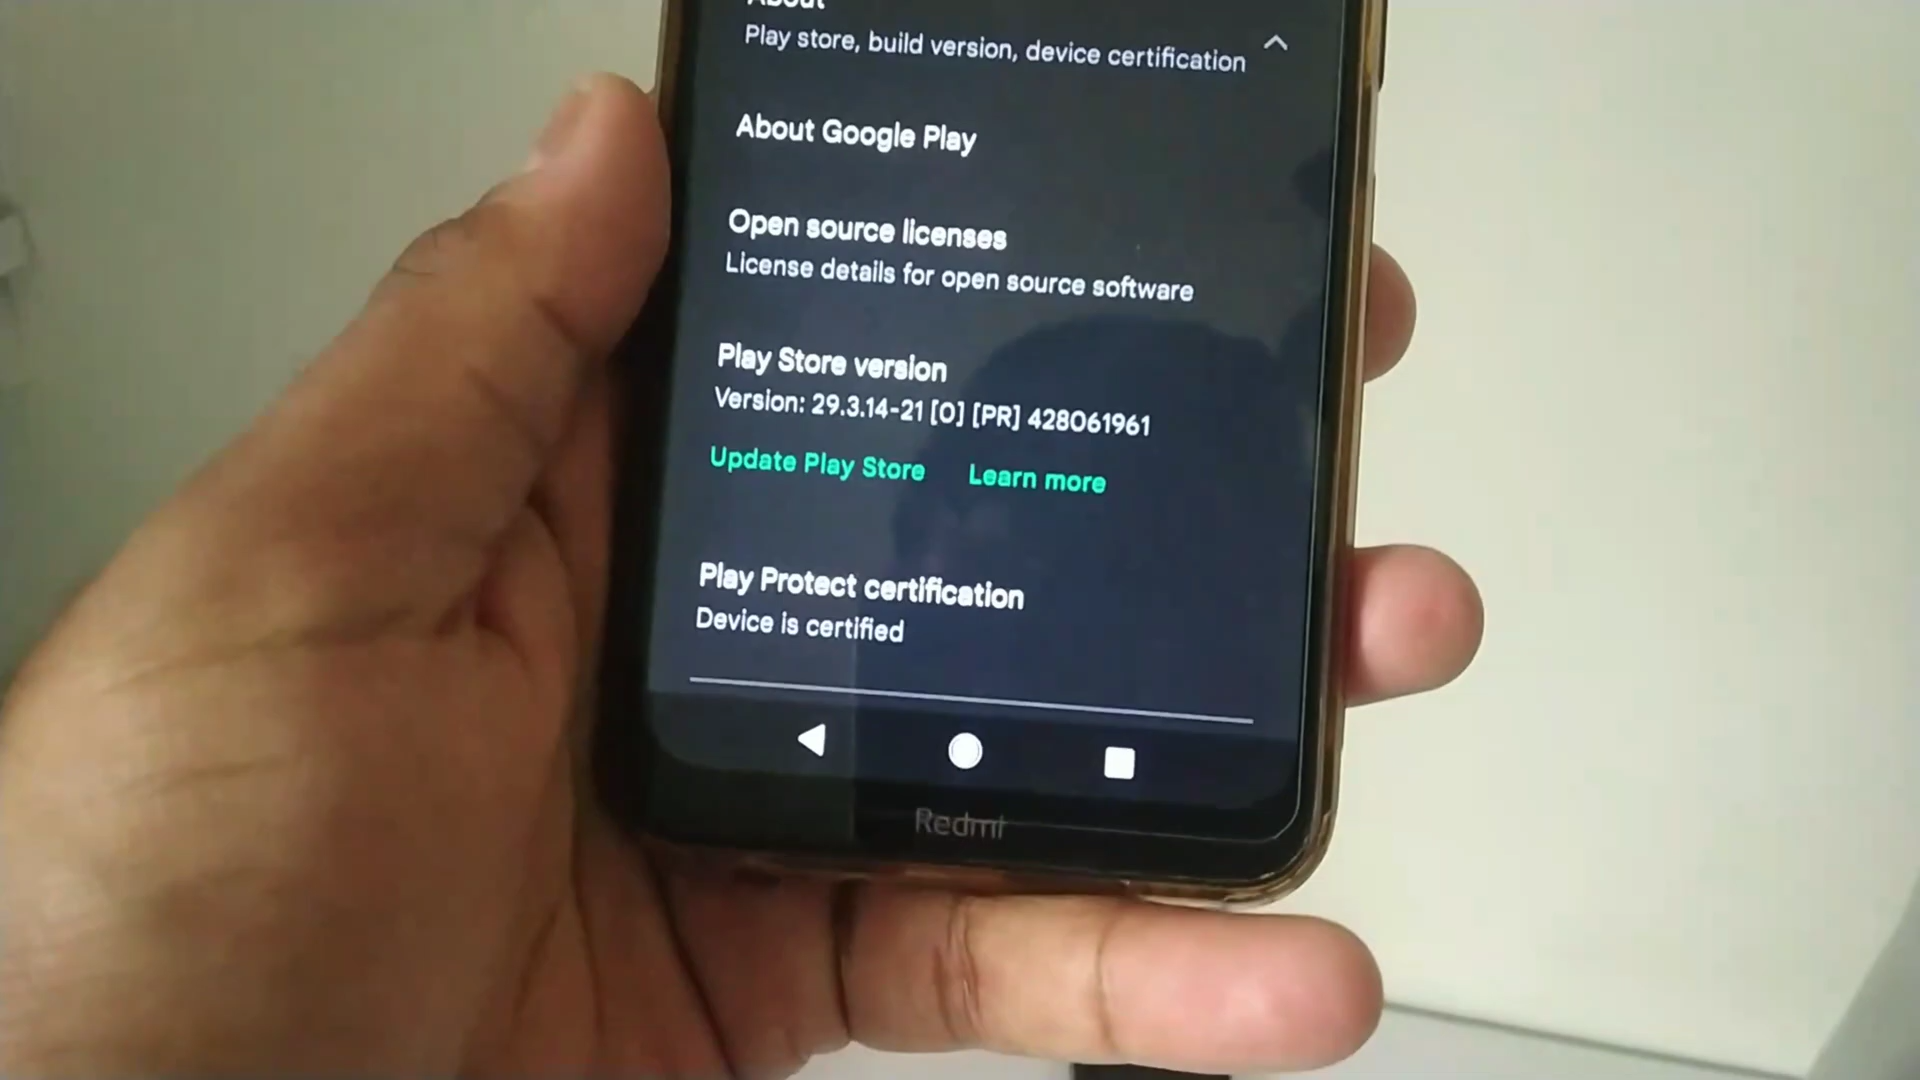 About
Play store, build version, device certification
About Google Play
Open source licenses
License details for open source software
Play Store version
Version: 29.3.14-21 [0] [PR] 428061961
Update Play Store Learn more
Play Protect certification
Device is certified
Redmi